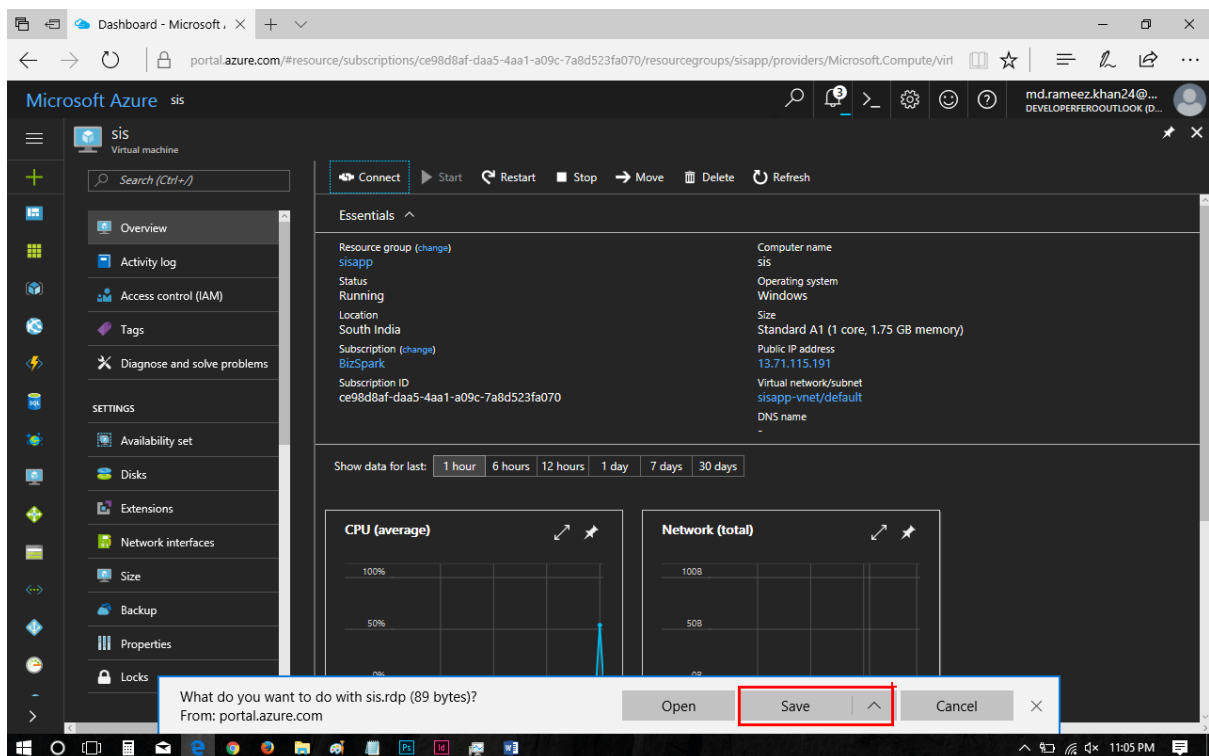 Dashboard - Microsoft
portal.azure.com/#resource/subscriptions/ce98d8af-daa5-4aa1-a09c-7a8d523fa070/resourcegroups/sisapp/providers/Microsoft.Compute/virt
Microsoft Azure sis
3
md.rameez.khan24@...
DEVELOPERFEROOUTLOOK (D...
sis
Virtual machine
Search (Ctrl+/)
Connect Start Restart Stop Move Delete Refresh
Overview
Activity log
Access control (IAM)
Tags
Diagnose and solve problems
SETTINGS
Availability set
Disks
Extensions
Network interfaces
Size
Backup
Properties
Locks
Essentials
Resource group (change)
sisapp
Status
Running
Location
South India
Subscription (change)
BizSpark
Subscription ID
ce98d8af-daa5-4aa1-a09c-7a8d523fa070
Computer name
sis
Operating system
Windows
Size
Standard A1 (1 core, 1.75 GB memory)
Public IP address
13.71.115.191
Virtual network/subnet
sisapp-vnet/default
DNS name
-
Show data for last: 1 hour 6 hours 12 hours 1 day 7 days 30 days
CPU (average)
100%
50%
0%
Network (total)
100B
50B
0B
What do you want to do with sis.rdp (89 bytes)?
From: portal.azure.com
Open Save Cancel
SQL
Ps Id
11:05 PM